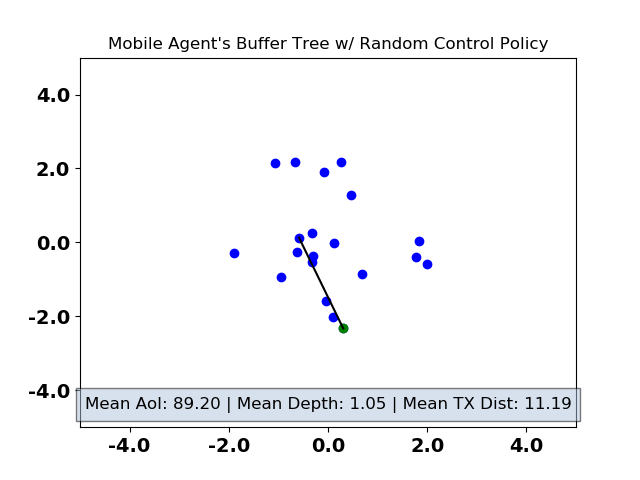 Mobile Agent's Buffer Tree w/ Random Control Policy
4.0
2.0
0.0
-2.0
-4.0
Mean AoI: 89.20 | Mean Depth: 1.05 | Mean TX Dist: 11.19
-4.0 -2.0 0.0 2.0 4.0